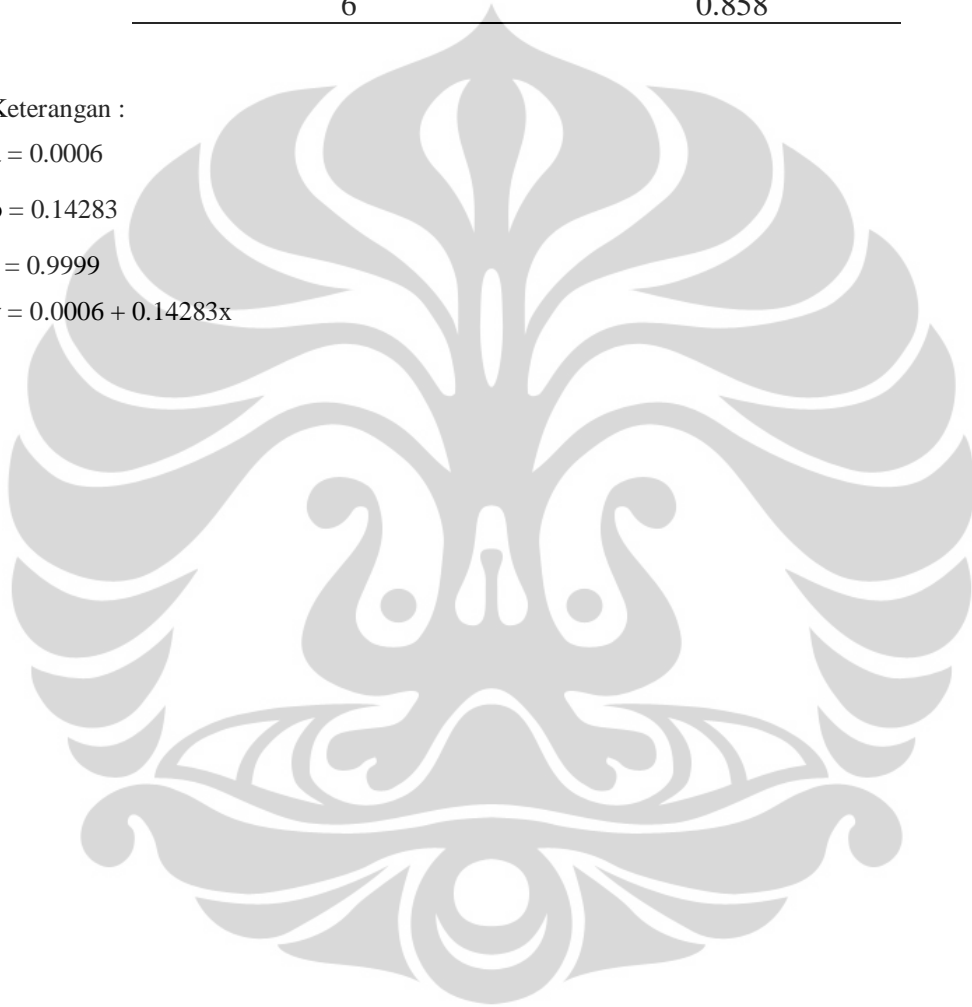 6 0.858
Keterangan :
= 0.0006
= 0.14283
= 0.9999
= 0.0006 + 0.14283x